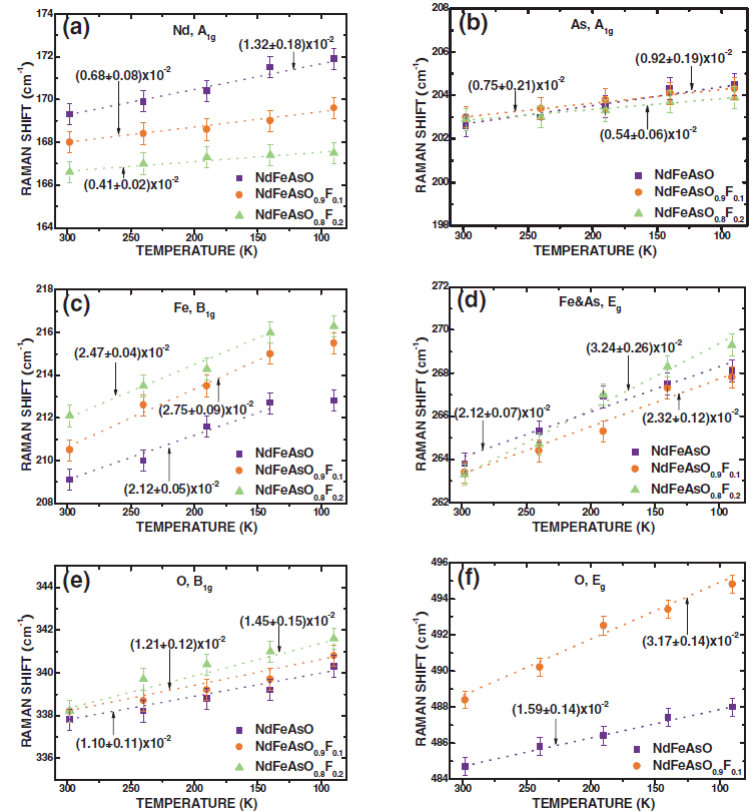 (a)
Nd, A1g
(1.32±0.18)x10-2
(0.68±0.08)x10-2
(0.41±0.02)x10-2
NdFeAsO
NdFeAsO0.9F0.1
NdFeAsO0.8F0.2
172
170
168
166
164
RAMAN SHIFT (cm-1)
300 250 200 150 100
TEMPERATURE (K)
(b)
As, A1g
(0.92±0.19)x10-2
(0.75±0.21)x10-2
(0.54±0.06)x10-2
NdFeAsO
NdFeAsO0.9F0.1
NdFeAsO0.8F0.2
208
206
204
202
200
198
RAMAN SHIFT (cm-1)
300 250 200 150 100
TEMPERATURE (K)
(c)
Fe, B1g
(2.47±0.04)x10-2
(2.75±0.09)x10-2
(2.12±0.05)x10-2
NdFeAsO
NdFeAsO0.9F0.1
NdFeAsO0.8F0.2
218
216
214
212
210
208
RAMAN SHIFT (cm-1)
300 250 200 150 100
TEMPERATURE (K)
(d)
Fe&As, Eg
(3.24±0.26)x10-2
(2.12±0.07)x10-2
(2.32±0.12)x10-2
NdFeAsO
NdFeAsO0.9F0.1
NdFeAsO0.8F0.2
272
270
268
266
264
262
RAMAN SHIFT (cm-1)
300 250 200 150 100
TEMPERATURE (K)
(e)
O, B1g
(1.45±0.15)x10-2
(1.21±0.12)x10-2
(1.10±0.11)x10-2
NdFeAsO
NdFeAsO0.9F0.1
NdFeAsO0.8F0.2
344
342
340
338
336
RAMAN SHIFT (cm-1)
300 250 200 150 100
TEMPERATURE (K)
(f)
O, Eg
(3.17±0.14)x10-2
(1.59±0.14)x10-2
NdFeAsO
NdFeAsO0.9F0.1
496
494
492
490
488
486
484
RAMAN SHIFT (cm-1)
300 250 200 150 100
TEMPERATURE (K)